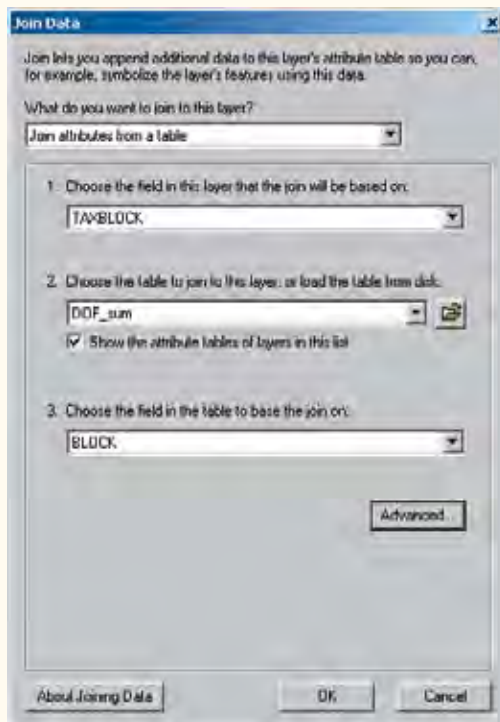 Join Data
Join lets you append additional data to this layer's attribute table so you can,
for example, symbolize the layer's features using this data.
What do you want to join to this layer?
Join attributes from a table
1. Choose the field in this layer that the join will be based on:
TAXBLOCK
2. Choose the table to join to this layer, or load the table from disk:
DOF_sum
Show the attribute tables of layers in this list
3. Choose the field in the table to base the join on:
BLOCK
Advanced...
About Joining Data
OK
Cancel